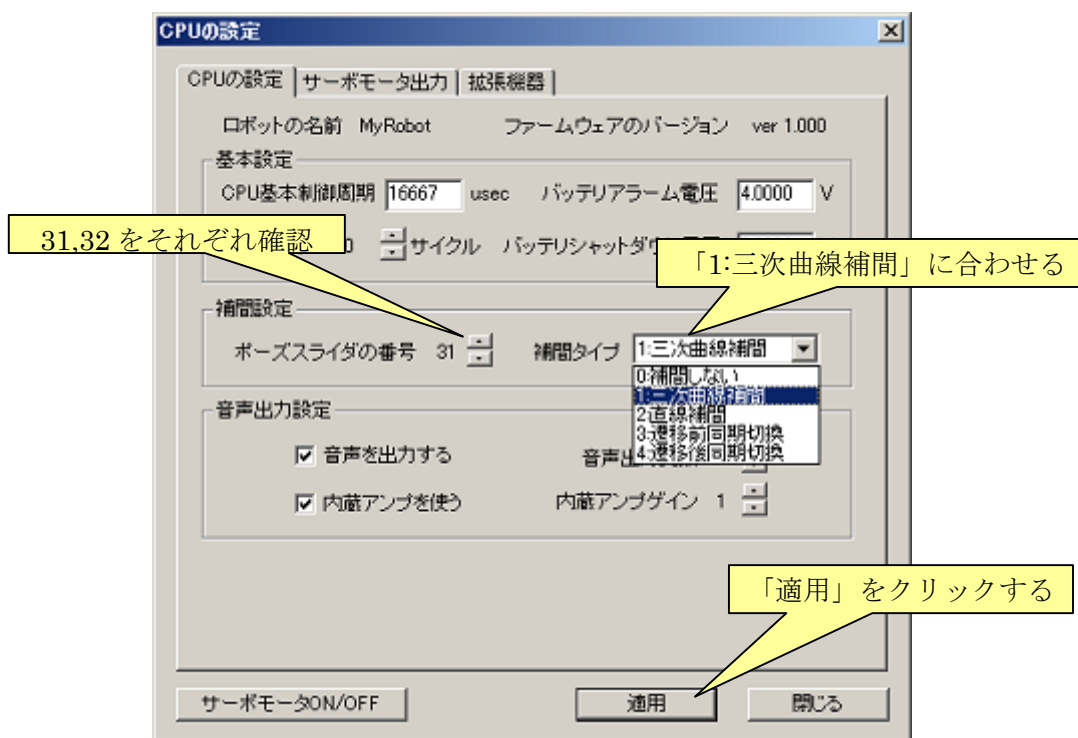 CPUの設定
CPUの設定 サーボモータ出力 拡張機器
ロボットの名前 MyRobot ファームウェアのバージョン ver 1.000
基本設定
CPU基本制御周期 16667 usec バッテリアラーム電圧 4.0000 V
31,32 をそれぞれ確認
サイクル バッテリシャットダウ
「1:三次曲線補間」に合わせる
補間設定
ポーズスライダの番号 31 補間タイプ 1:三次曲線補間
0:補間しない
1:三次曲線補間
2:直線補間
3:遷移前同期切換
4:遷移後同期切換
音声出力設定
音声を出力する 音声出
内蔵アンプを使う 内蔵アンプゲイン 1
「適用」をクリックする
サーボモータON/OFF 適用 閉じる